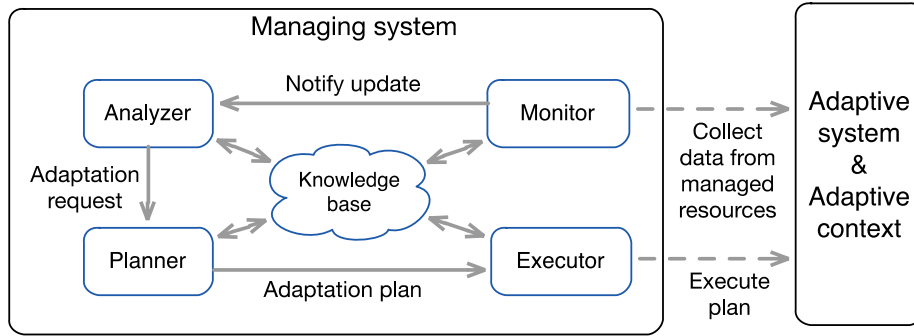 Managing system
Notify update
Analyzer
Monitor
Adaptation
request
Knowledge
base
Planner
Executor
Adaptation plan
Collect
data from
managed
resources
Execute
plan
Adaptive
system
&
Adaptive
context